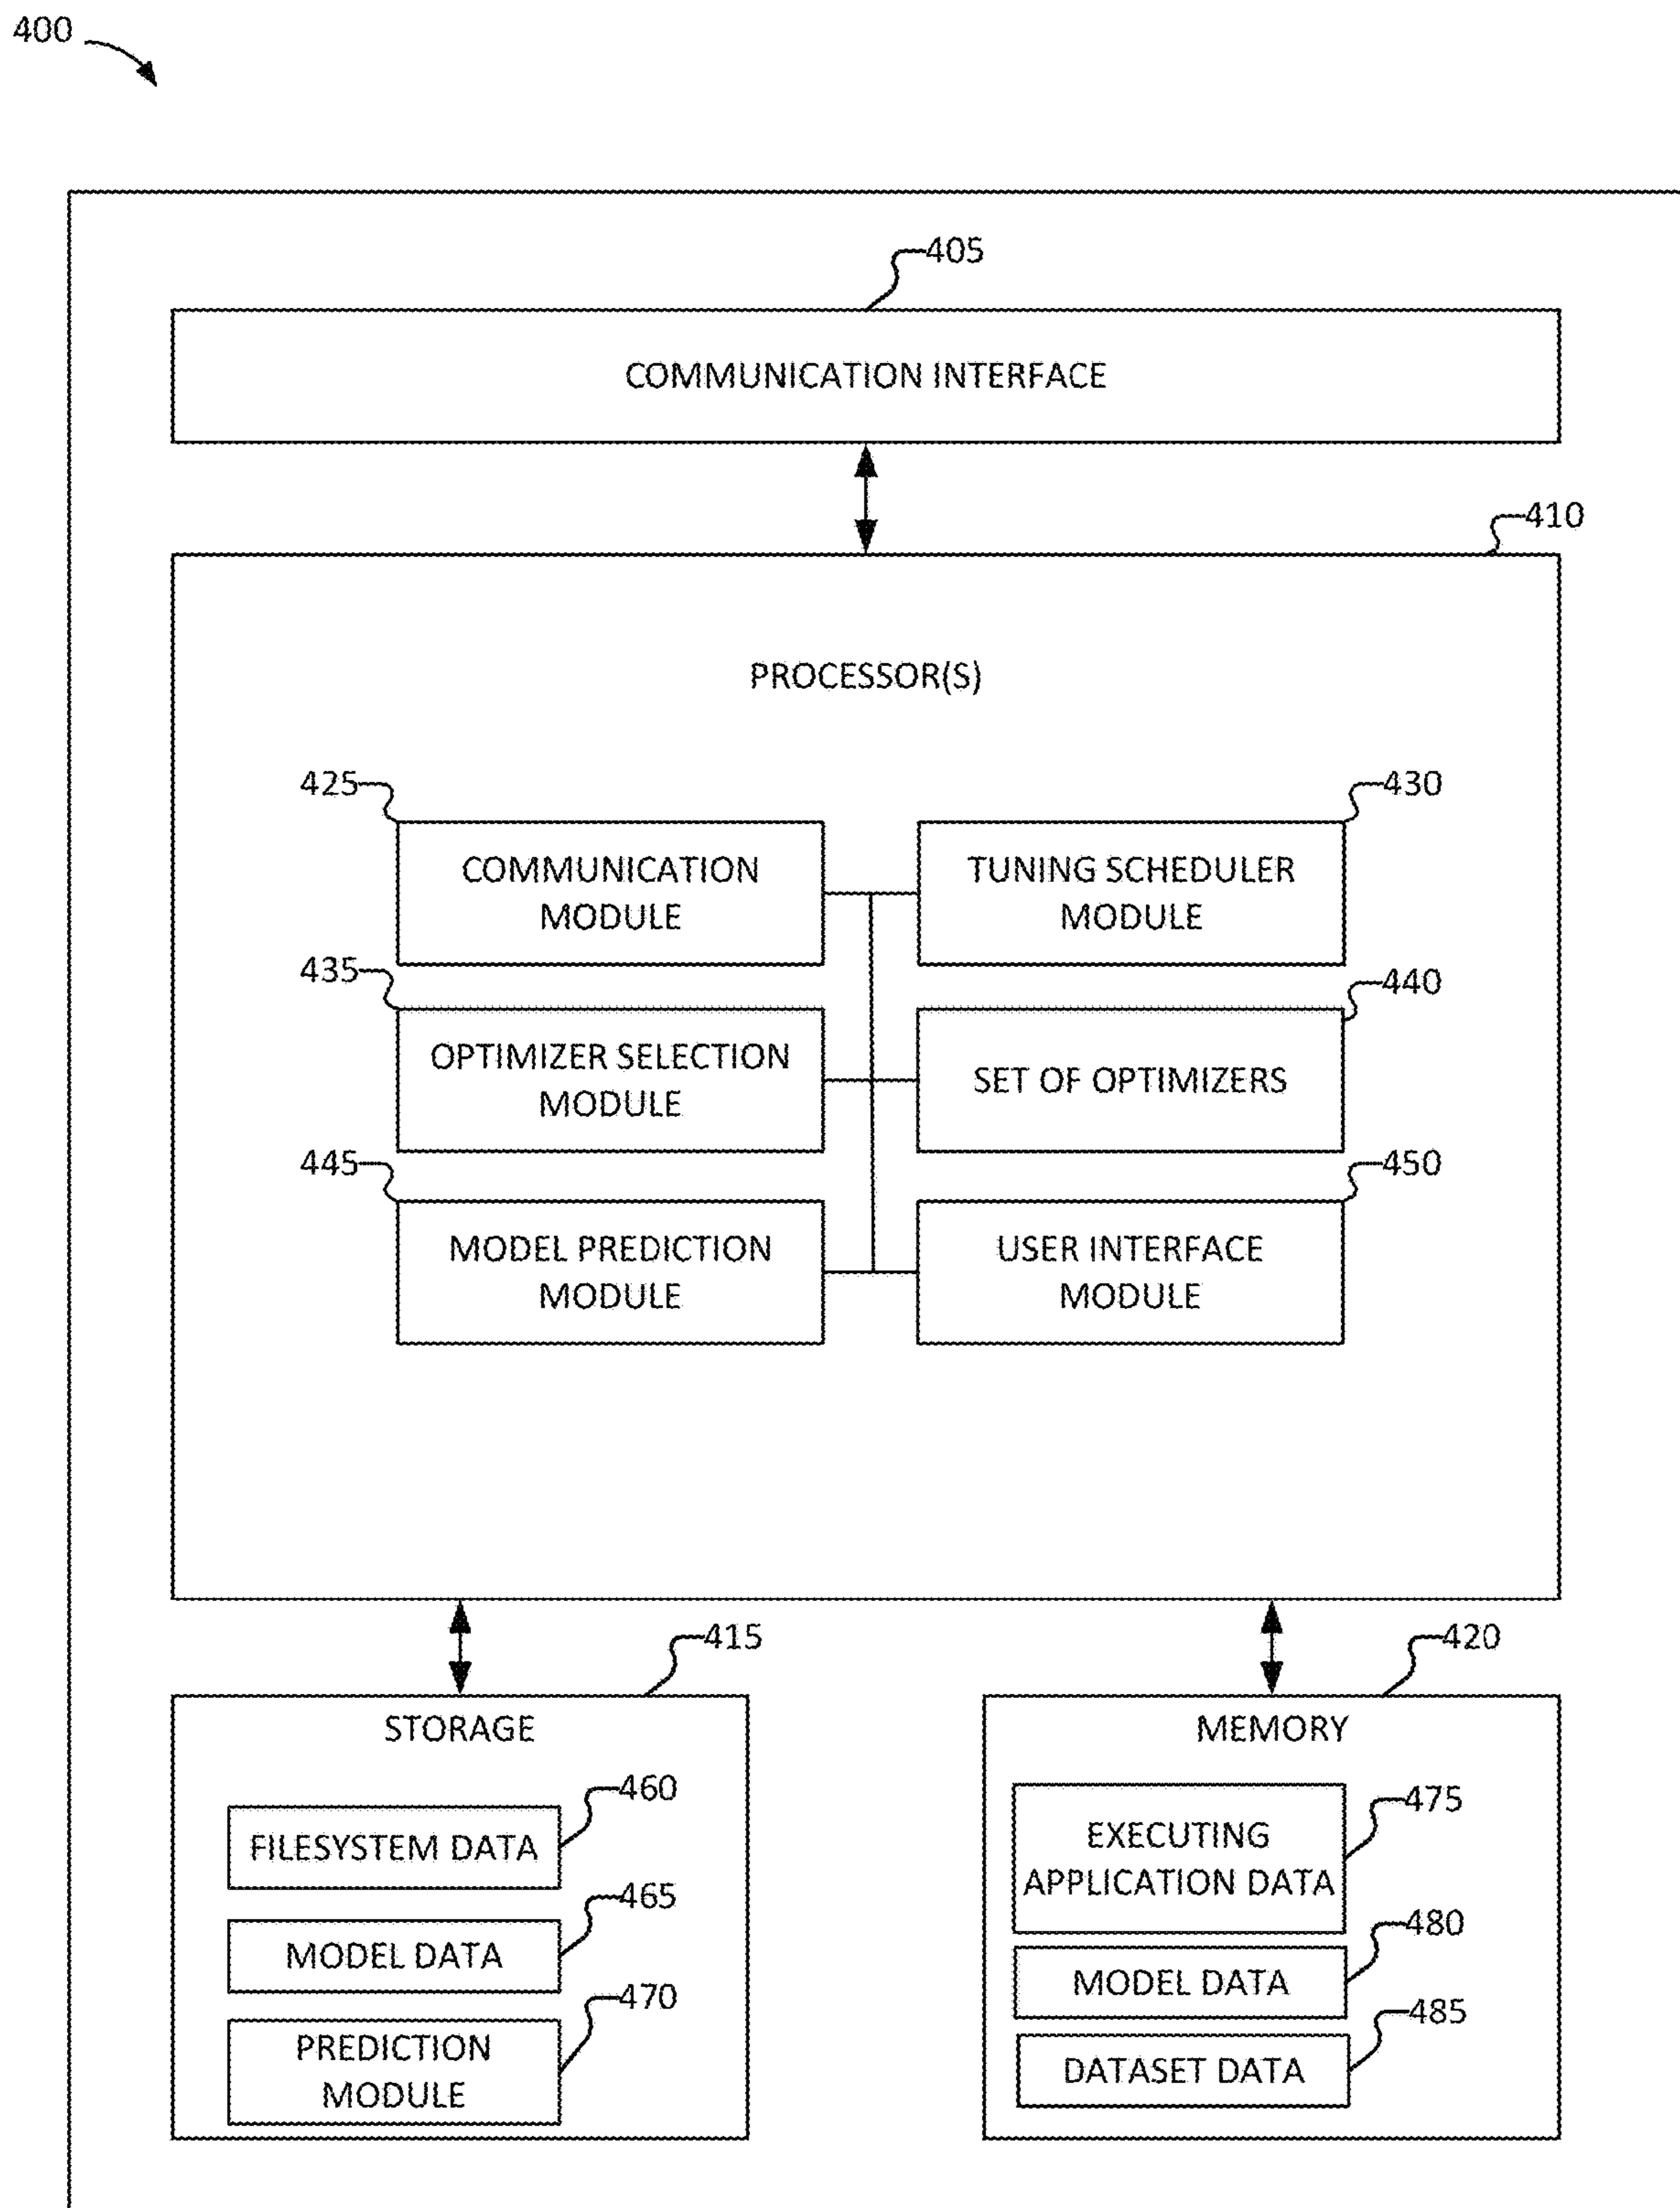 400
405
COMMUNICATION INTERFACE
410
PROCESSOR(S)
425
430
COMMUNICATION
MODULE
TUNING SCHEDULER
MODULE
435
440
OPTIMIZER SELECTION
MODULE
SET OF OPTIMIZERS
445
450
MODEL PREDICTION
MODULE
USER INTERFACE
MODULE
415
420
STORAGE
460
FILESYSTEM DATA
465
MODEL DATA
470
PREDICTION
MODULE
MEMORY
475
EXECUTING
APPLICATION DATA
480
MODEL DATA
485
DATASET DATA